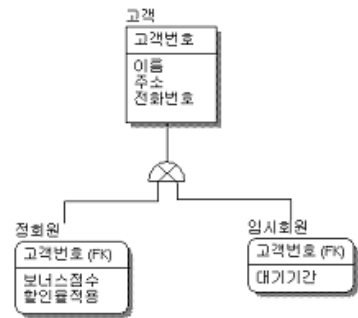 고객
고객번호
이름
주소
전화번호
정회원
고객번호 (FK)
보너스점수
할인율적용
임시회원
고객번호 (FK)
대기기간